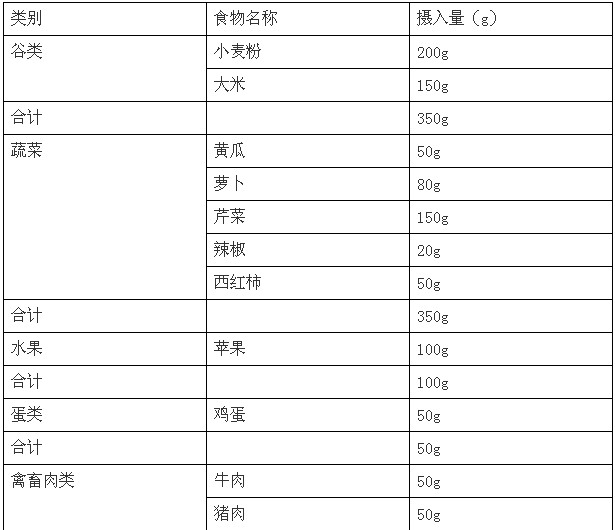 类别 食物名称 摄入量（g）
谷类 小麦粉 200g
大米 150g
合计 350g
蔬菜 黄瓜 50g
萝卜 80g
芹菜 150g
辣椒 20g
西红柿 50g
合计 350g
水果 苹果 100g
合计 100g
蛋类 鸡蛋 50g
合计 50g
禽畜肉类 牛肉 50g
猪肉 50g